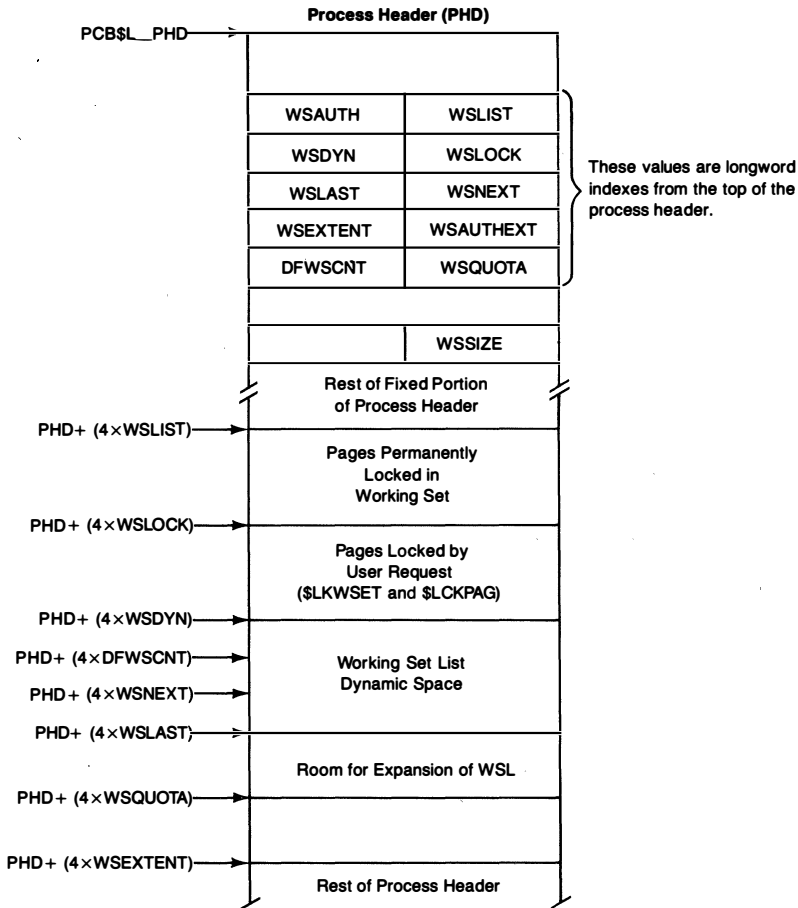 Process Header (PHD)
PCB$L__PHD
WSAUTH WSLIST
WSDYN WSLOCK
WSLAST WSNEXT
WSEXTENT WSAUTHEXT
DFWSCNT WSQUOTA
These values are longword
indexes from the top of the
process header.
WSSIZE
Rest of Fixed Portion
of Process Header
PHD+ (4×WSLIST)
Pages Permanently
Locked in
Working Set
PHD+ (4×WSLOCK)
Pages Locked by
User Request
($LKWSET and $LCKPAG)
PHD+ (4×WSDYN)
PHD+ (4×DFWSCNT)
Working Set List
Dynamic Space
PHD+ (4×WSNEXT)
PHD+ (4×WSLAST)
Room for Expansion of WSL
PHD+ (4×WSQUOTA)
PHD+ (4×WSEXTENT)
Rest of Process Header